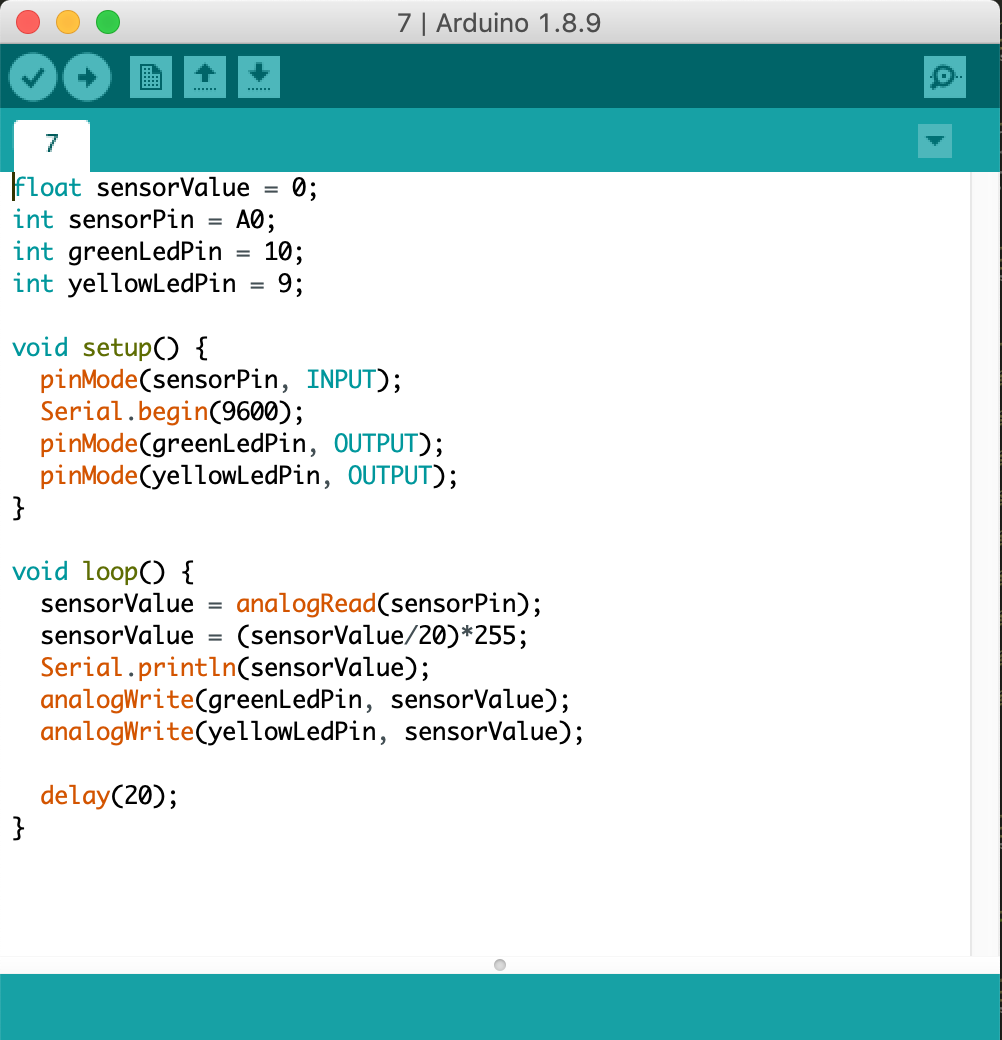 7 | Arduino 1.8.9
7
float sensorValue = 0;
int sensorPin = A0;
int greenLedPin = 10;
int yellowLedPin = 9;

void setup() {
  pinMode(sensorPin, INPUT);
  Serial.begin(9600);
  pinMode(greenLedPin, OUTPUT);
  pinMode(yellowLedPin, OUTPUT);
}

void loop() {
  sensorValue = analogRead(sensorPin);
  sensorValue = (sensorValue/20)*255;
  Serial.println(sensorValue);
  analogWrite(greenLedPin, sensorValue);
  analogWrite(yellowLedPin, sensorValue);

  delay(20);
}